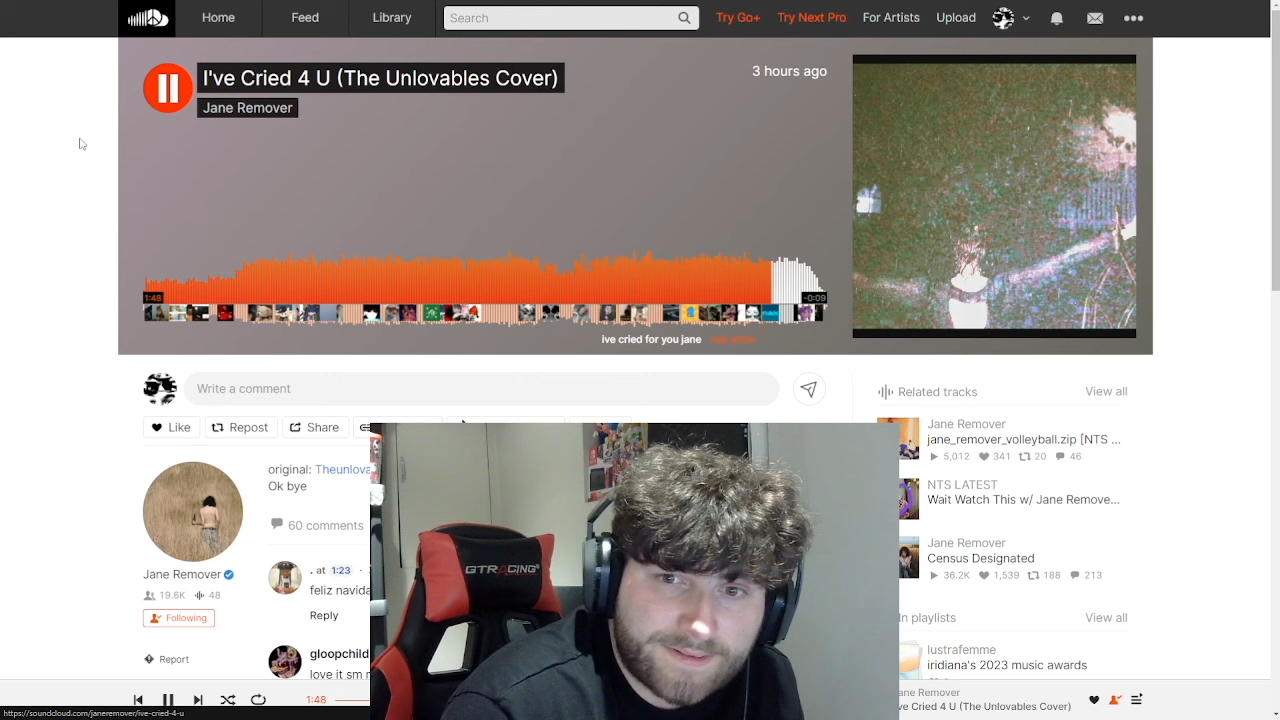 Home Feed Library Search Try Go+ Try Next Pro For Artists Upload
I've Cried 4 U (The Unlovables Cover)
3 hours ago
Jane Remover
1:48
-0:09
ive cried for you jane
Write a comment
Like Repost Share
original: Theunlova
Ok bye
60 comments
Jane Remover
19.6K 48
Following
Report
. at 1:23 ·
feliz navida
Reply
gloopchild
love it sm
GTRACING
Related tracks View all
Jane Remover
jane_remover_volleyball.zip [NTS ...
5,012 341 20 46
NTS LATEST
Wait Watch This w/ Jane Remove...
Jane Remover
Census Designated
36.2K 1,539 188 213
n playlists View all
lustrafemme
iridiana's 2023 music awards
1:48
ane Remover
ve Cried 4 U (The Unlovables Cover)
https://soundcloud.com/janeremover/ive-cried-4-u